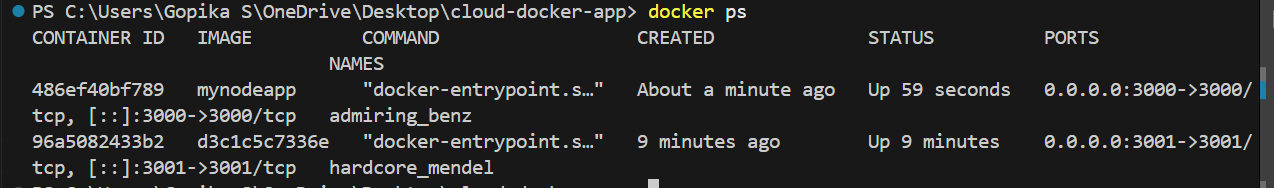 PS C:\Users\Gopika S\OneDrive\Desktop\cloud-docker-app> docker ps
CONTAINER ID   IMAGE          COMMAND                  CREATED              STATUS          PORTS
                    NAMES
486ef40bf789   mynodeapp      "docker-entrypoint.s…"   About a minute ago   Up 59 seconds   0.0.0.0:3000->3000/
tcp, [::]:3000->3000/tcp   admiring_benz
96a5082433b2   d3c1c5c7336e   "docker-entrypoint.s…"   9 minutes ago        Up 9 minutes    0.0.0.0:3001->3001/
tcp, [::]:3001->3001/tcp   hardcore_mendel